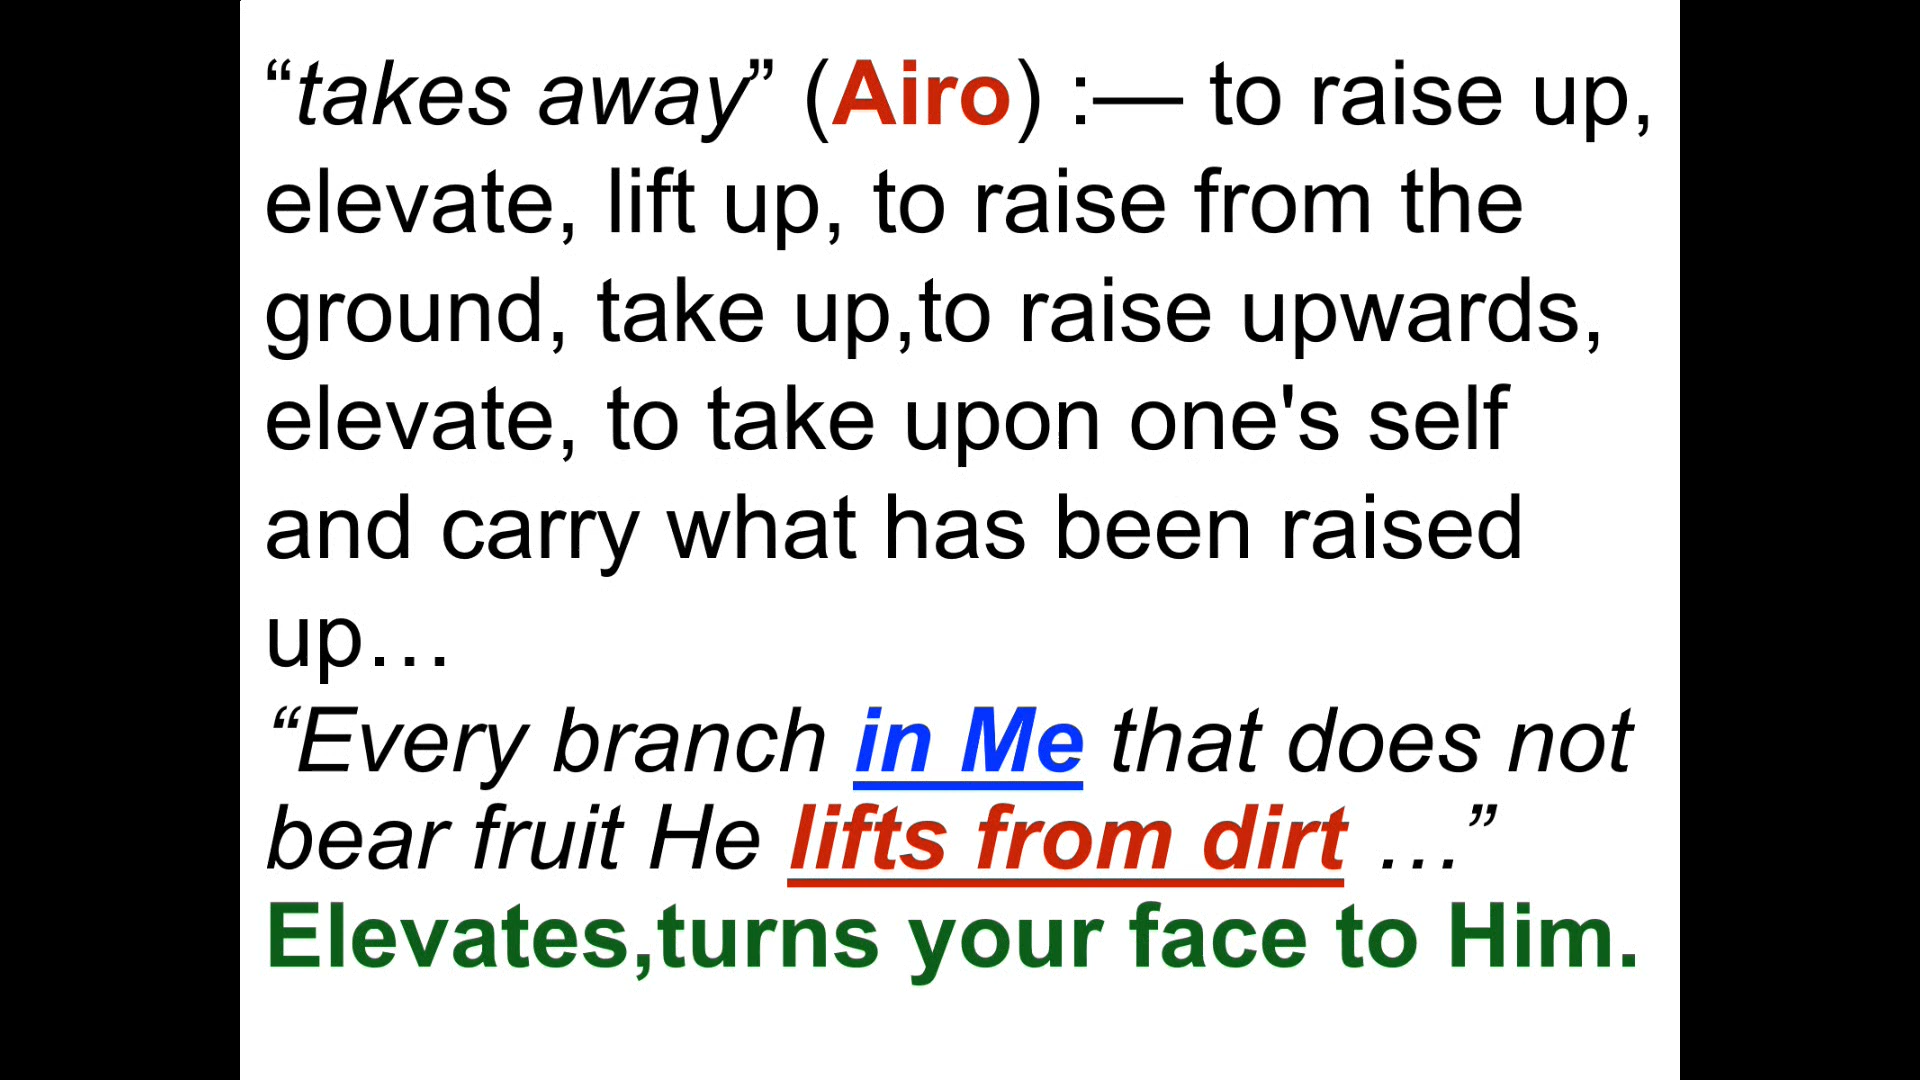 “takes away” (Airo) :— to raise up,
elevate, lift up, to raise from the
ground, take up,to raise upwards,
elevate, to take upon one's self
and carry what has been raised
up…
“Every branch in Me that does not
bear fruit He lifts from dirt …”
Elevates,turns your face to Him.